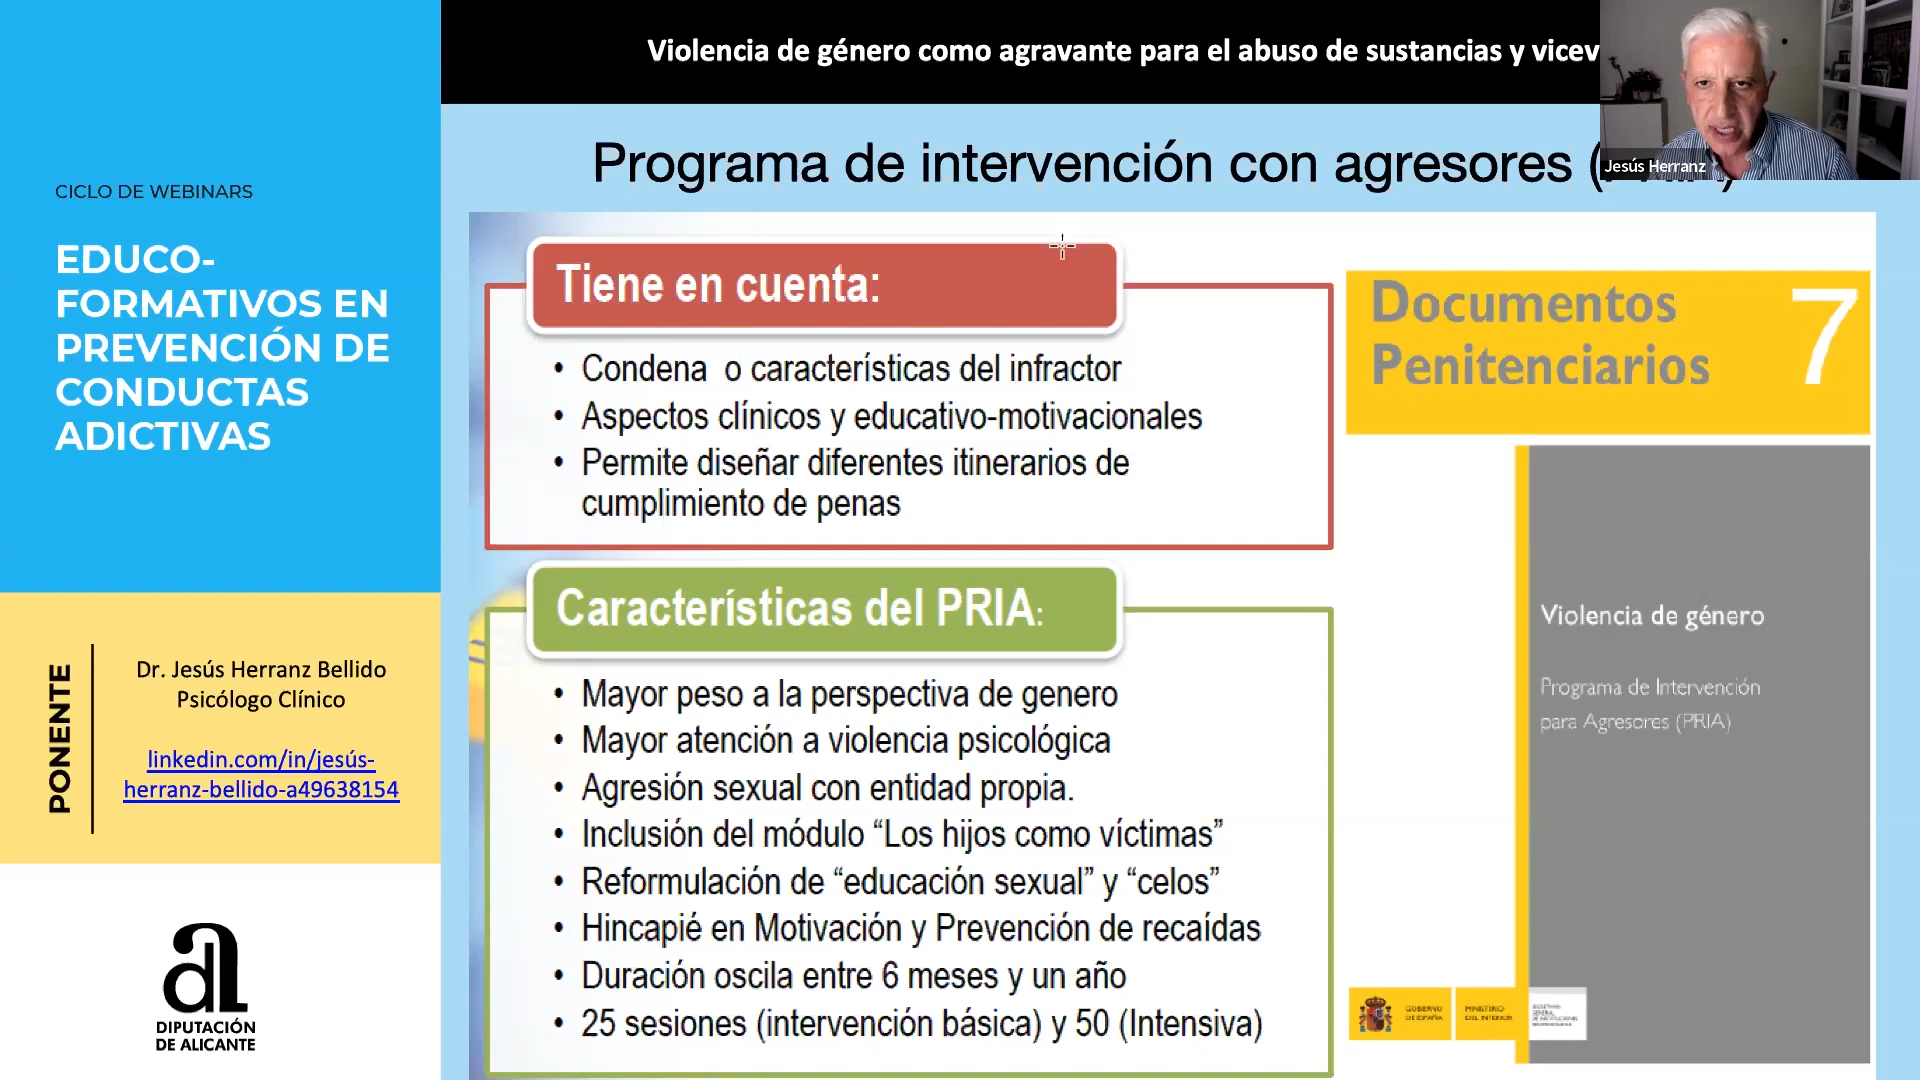 CICLO DE WEBINARS
EDUCO-
FORMATIVOS EN
PREVENCIÓN DE
CONDUCTAS
ADICTIVAS
PONENTE
Dr. Jesús Herranz Bellido
Psicólogo Clínico
linkedin.com/in/jesús-
herranz-bellido-a49638154
DIPUTACIÓN
DE ALICANTE
Violencia de género como agravante para el abuso de sustancias y vicev
Jesús Herranz
Programa de intervención con agresores (
Tiene en cuenta:
• Condena o características del infractor
• Aspectos clínicos y educativo-motivacionales
• Permite diseñar diferentes itinerarios de
cumplimiento de penas
Características del PRIA:
• Mayor peso a la perspectiva de genero
• Mayor atención a violencia psicológica
• Agresión sexual con entidad propia.
• Inclusión del módulo “Los hijos como víctimas”
• Reformulación de “educación sexual” y “celos”
• Hincapié en Motivación y Prevención de recaídas
• Duración oscila entre 6 meses y un año
• 25 sesiones (intervención básica) y 50 (Intensiva)
Documentos 7
Penitenciarios
Violencia de género
Programa de Intervención
para Agresores (PRIA)
GOBIERNO
DE ESPAÑA
MINISTERIO
DEL INTERIOR